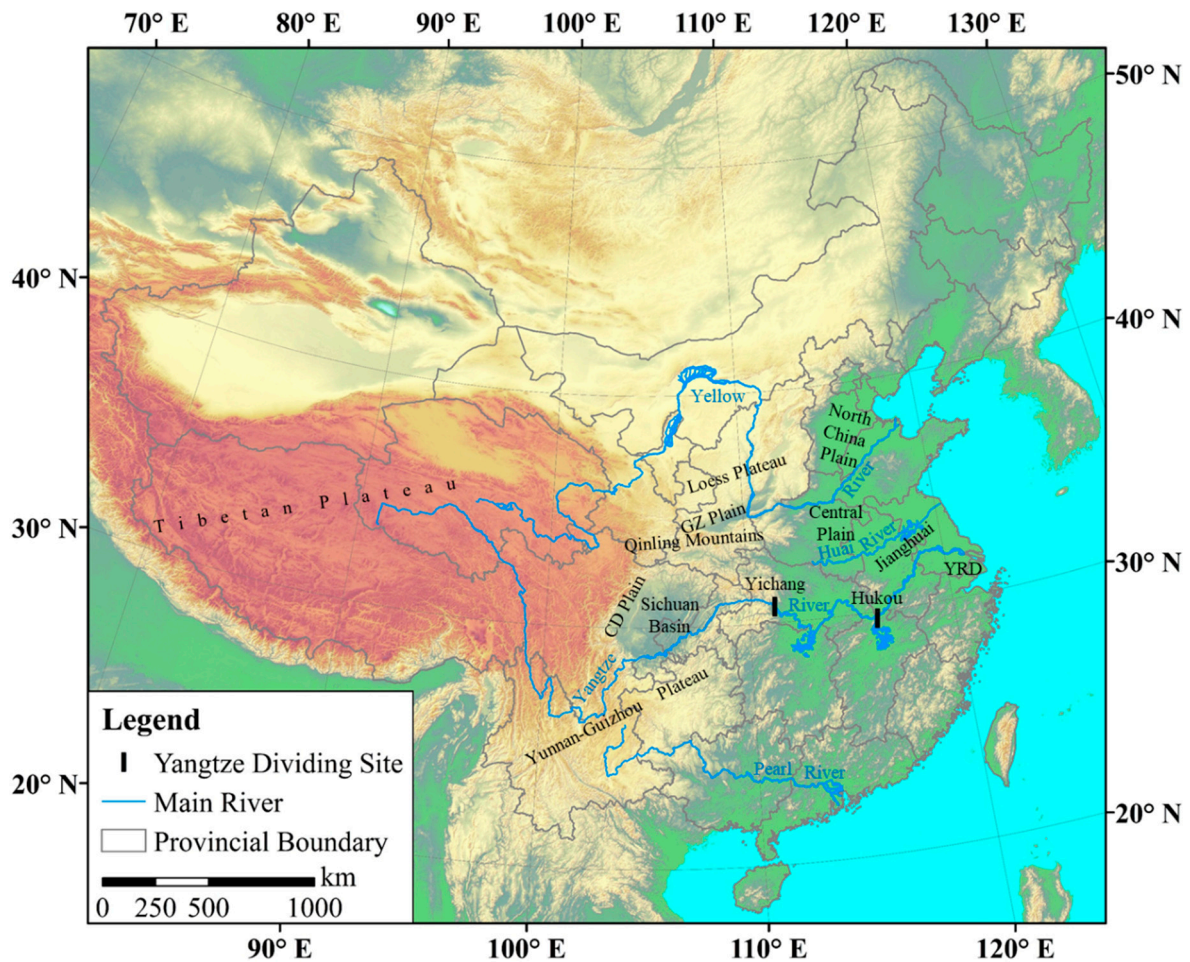 70° E 80° E 90° E 100° E 110° E 120° E 130° E
50° N
40° N
40° N
Yellow
North
China
Plain
River
Loess Plateau
Tibetan Plateau
GZ Plain
Central
Plain
30° N
Qinling Mountains
Huai River
Jianghuai
30° N
YRD
CD Plain
Yichang
Hukou
Sichuan
Basin
River
Yangtze
Yunnan-Guizhou Plateau
Pearl River
20° N
20° N
Legend
Yangtze Dividing Site
Main River
Provincial Boundary
km
0 250 500 1000
90° E 100° E 110° E 120° E